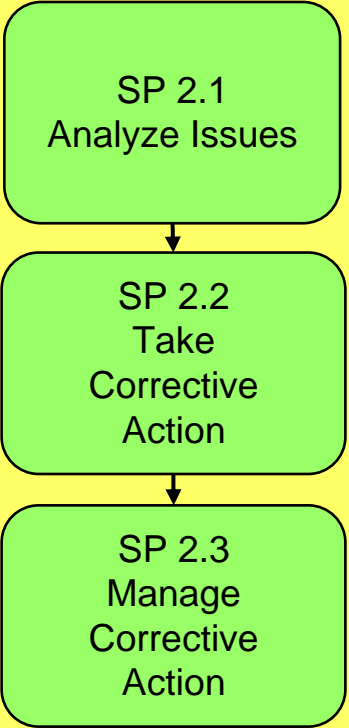 SP 2.1
Analyze Issues
SP 2.2
Take
Corrective
Action
SP 2.3
Manage
Corrective
Action